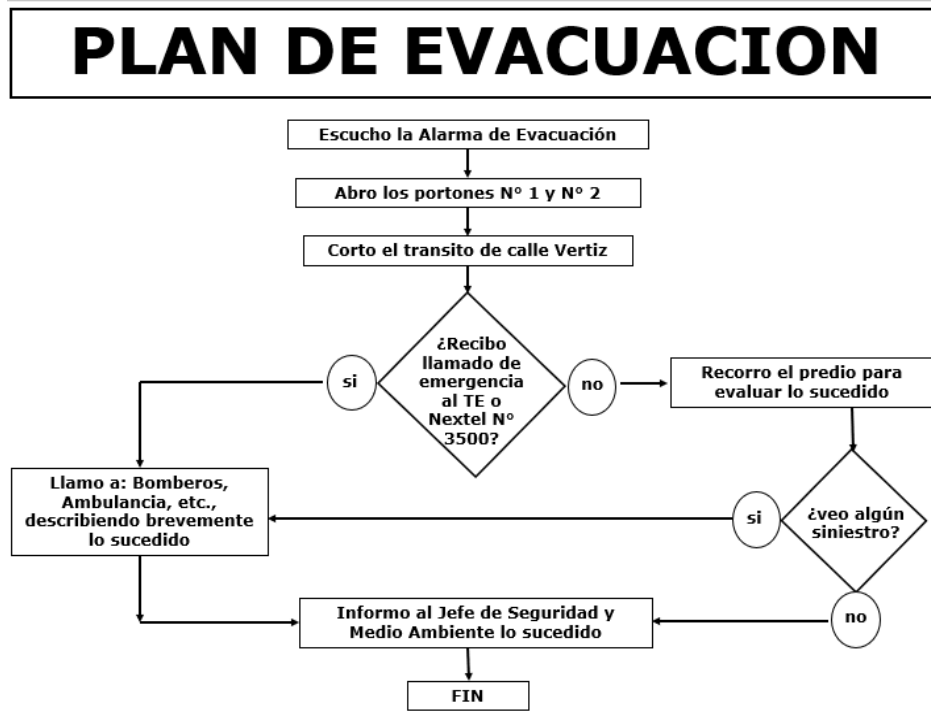 PLAN DE EVACUACION
Escucho la Alarma de Evacuación
Abro los portones N° 1 y N° 2
Corto el transito de calle Vertiz
¿Recibo
llamado de
emergencia
al TE o
Nextel N°
3500?
si
no
Recorro el predio para
evaluar lo sucedido
Llamo a: Bomberos,
Ambulancia, etc.,
describiendo brevemente
lo sucedido
si
¿veo algún
siniestro?
no
Informo al Jefe de Seguridad y
Medio Ambiente lo sucedido
FIN